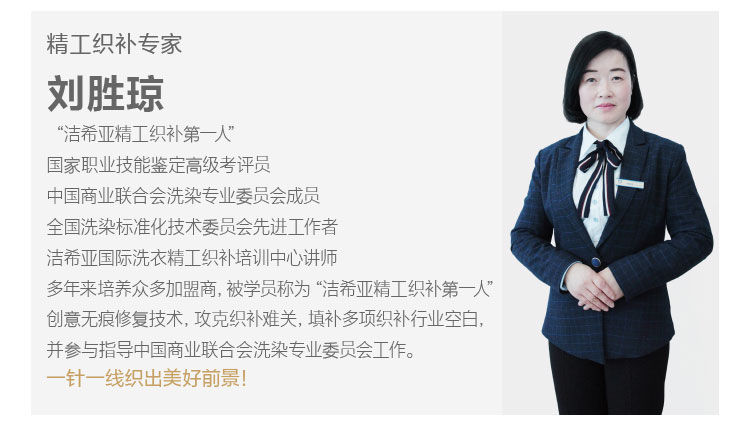 精工织补专家
刘胜琼
“洁希亚精工织补第一人”
国家职业技能鉴定高级考评员
中国商业联合会洗染专业委员会成员
全国洗染标准化技术委员会先进工作者
洁希亚国际洗衣精工织补培训中心讲师
多年来培养众多加盟商, 被学员称为“洁希亚精工织补第一人”
创意无痕修复技术, 攻克织补难关, 填补多项织补行业空白,
并参与指导中国商业联合会洗染专业委员会工作。
一针一线织出美好前景!